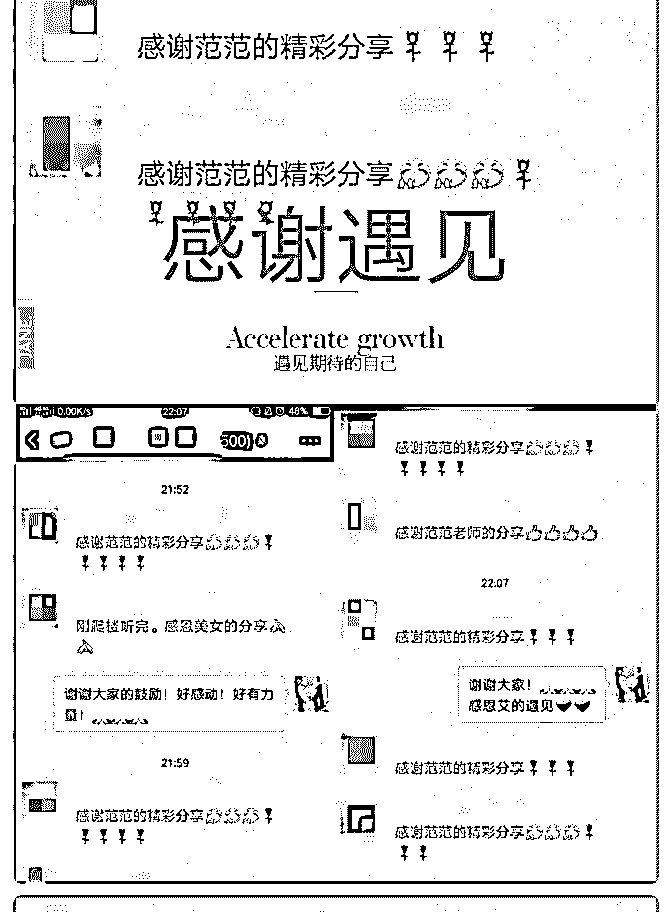 感谢范范的精彩分享
感谢范范的精彩分享
感谢遇见
Accelerate growth
遇见期待的自己
0.00K/s 22:07 48%
500)
21:52
感谢范范的精彩分享
刚爬楼听完。感恩美女的分享
谢谢大家的鼓励！好感动！好有力
量！
21:59
感谢范范的精彩分享
感谢范范的精彩分享
感谢范范老师的分享
22:07
感谢范范的精彩分享
谢谢大家！
感恩艾的遇见
感谢范范的精彩分享
感谢范范的精彩分享